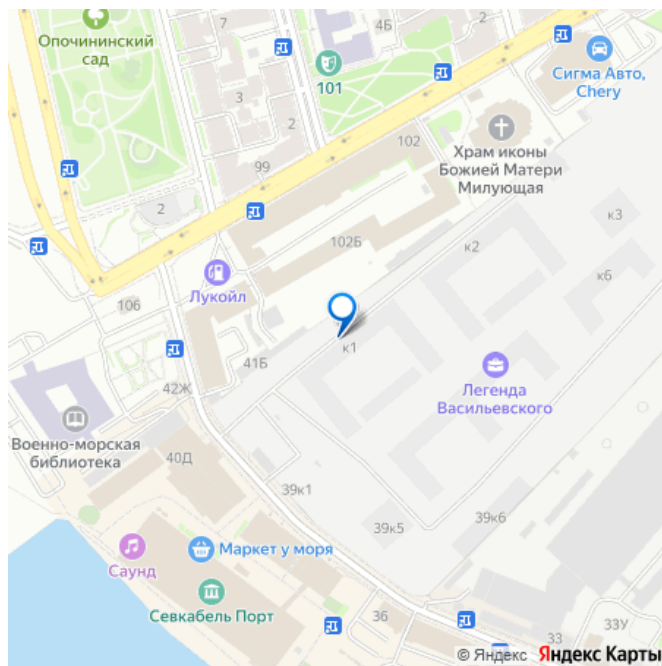 7
4Б
Опочининский
сад
Сигма Авто,
Chery
101
3
2
102
Храм иконы
Божией Матери
Милующая
99
2
к3
102Б
к2
к6
Лукойл
106
к1
41Б
Легенда
Васильевского
42Ж
Военно-морская
библиотека
40Д
39к1
39к5
39к6
Маркет у моря
Саунд
Севкабель Порт
36
33
33У
© Яндекс Яндекс Карты